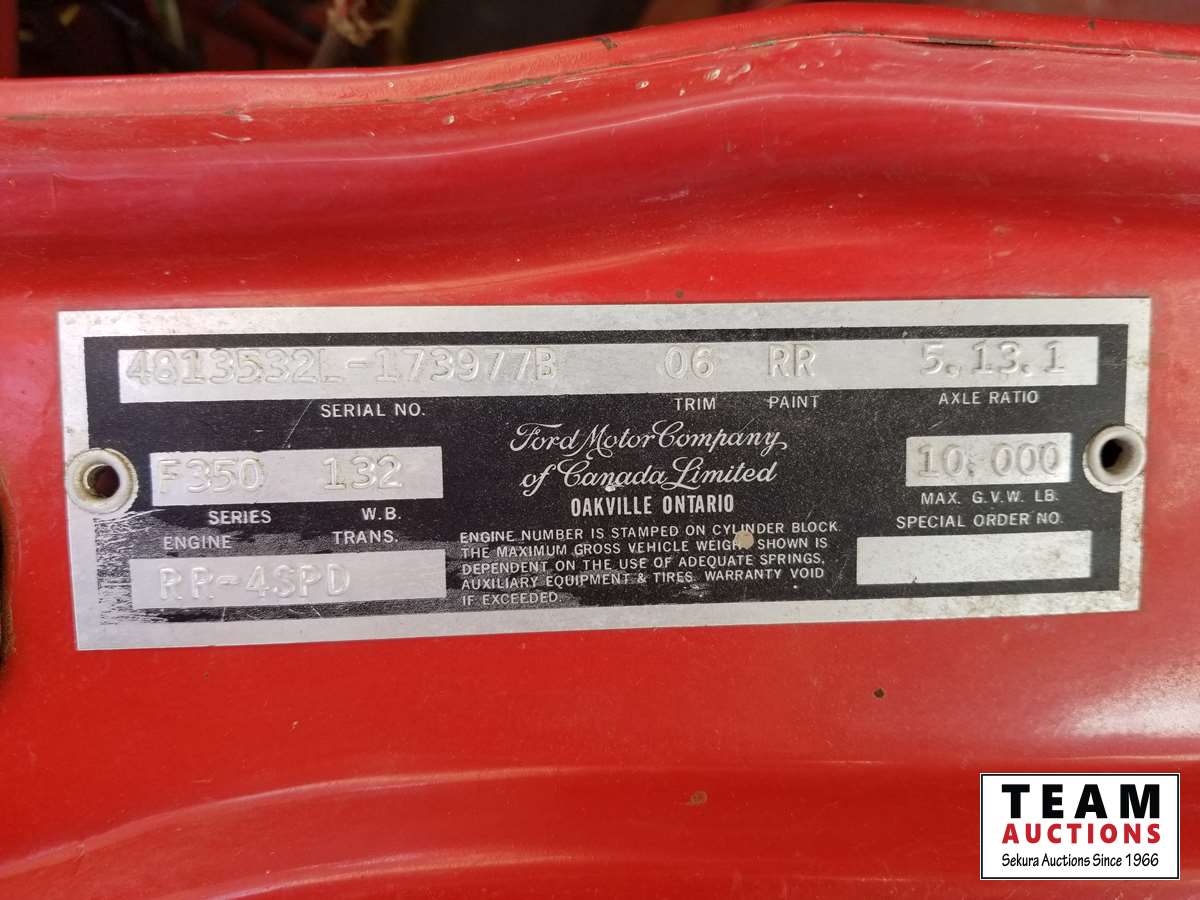 4813532L-173977B 06 RR 5.13.1
SERIAL NO. TRIM PAINT AXLE RATIO
F350 132
SERIES W.B.
ENGINE TRANS.
RR-4SPD
Ford Motor Company
of Canada Limited
OAKVILLE ONTARIO
ENGINE NUMBER IS STAMPED ON CYLINDER BLOCK.
THE MAXIMUM GROSS VEHICLE WEIGHT SHOWN IS
DEPENDENT ON THE USE OF ADEQUATE SPRINGS,
AUXILIARY EQUIPMENT & TIRES. WARRANTY VOID
IF EXCEEDED.
10.000
MAX. G.V.W. LB.
SPECIAL ORDER NO.
TEAM
AUCTIONS
Sekura Auctions Since 1966